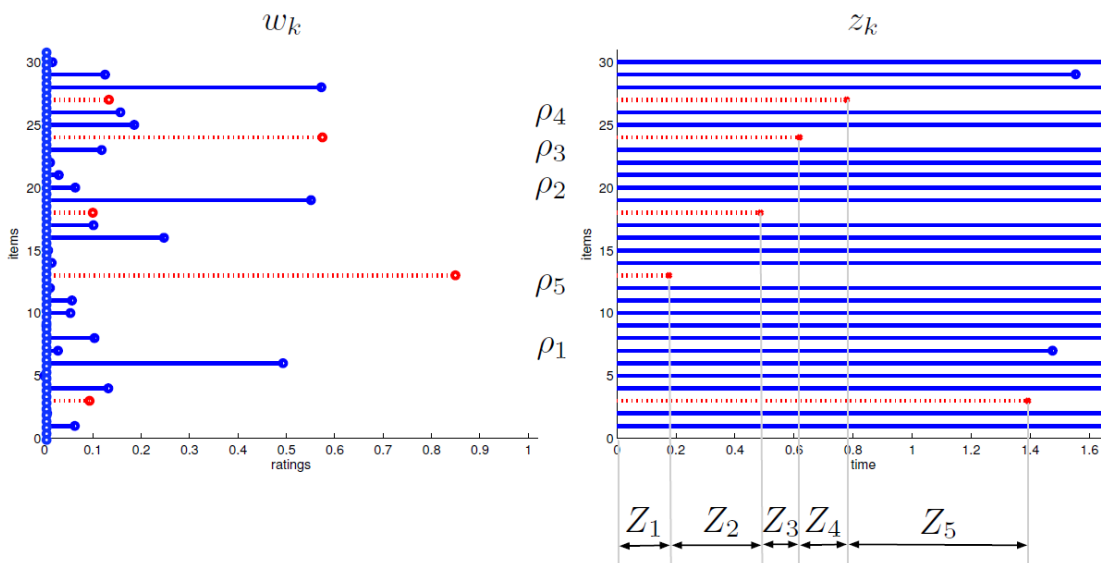 w_k
z_k
30
25
20
15
10
5
0
items
0 0.1 0.2 0.3 0.4 0.5 0.6 0.7 0.8 0.9 1
ratings
ρ_4
ρ_3
ρ_2
ρ_5
ρ_1
30
25
20
15
10
5
0
items
0 0.2 0.4 0.6 0.8 1 1.2 1.4 1.6
time
Z_1 Z_2 Z_3 Z_4 Z_5